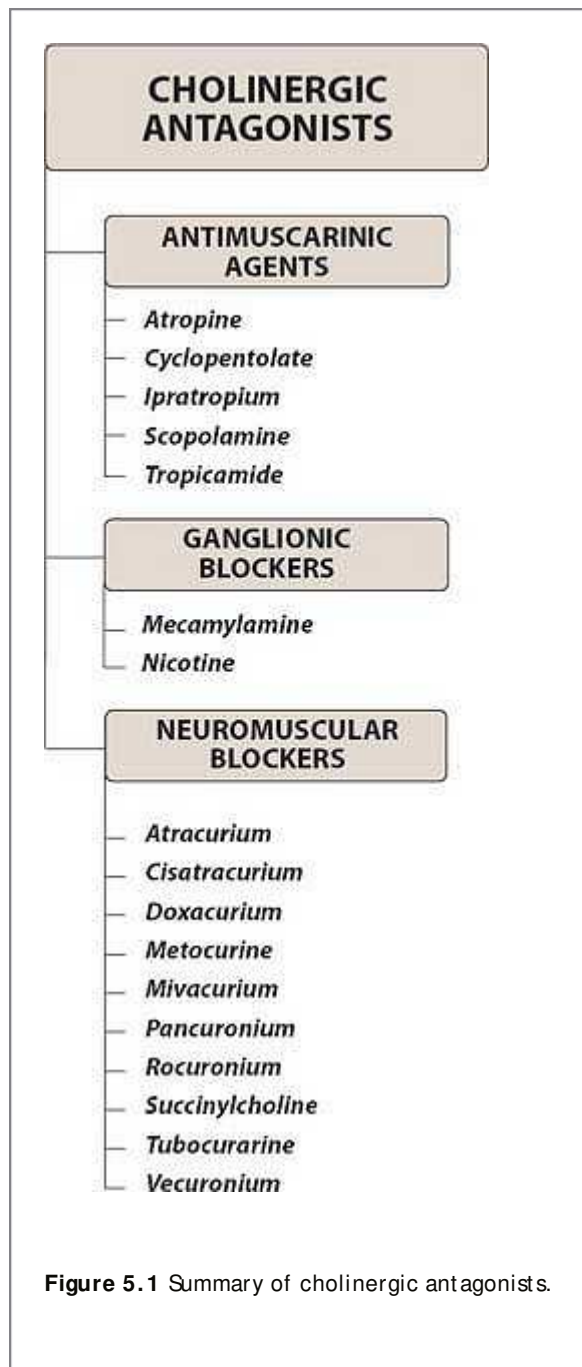 CHOLINERGIC
ANTAGONISTS
ANTIMUSCARINIC
AGENTS
Atropine
Cyclopentolate
Ipratropium
Scopolamine
Tropicamide
GANGLIONIC
BLOCKERS
Mecamylamine
Nicotine
NEUROMUSCULAR
BLOCKERS
Atracurium
Cisatracurium
Doxacurium
Metocurine
Mivacurium
Pancuronium
Rocuronium
Succinylcholine
Tubocurarine
Vecuronium
Figure 5.1 Summary of cholinergic antagonists.